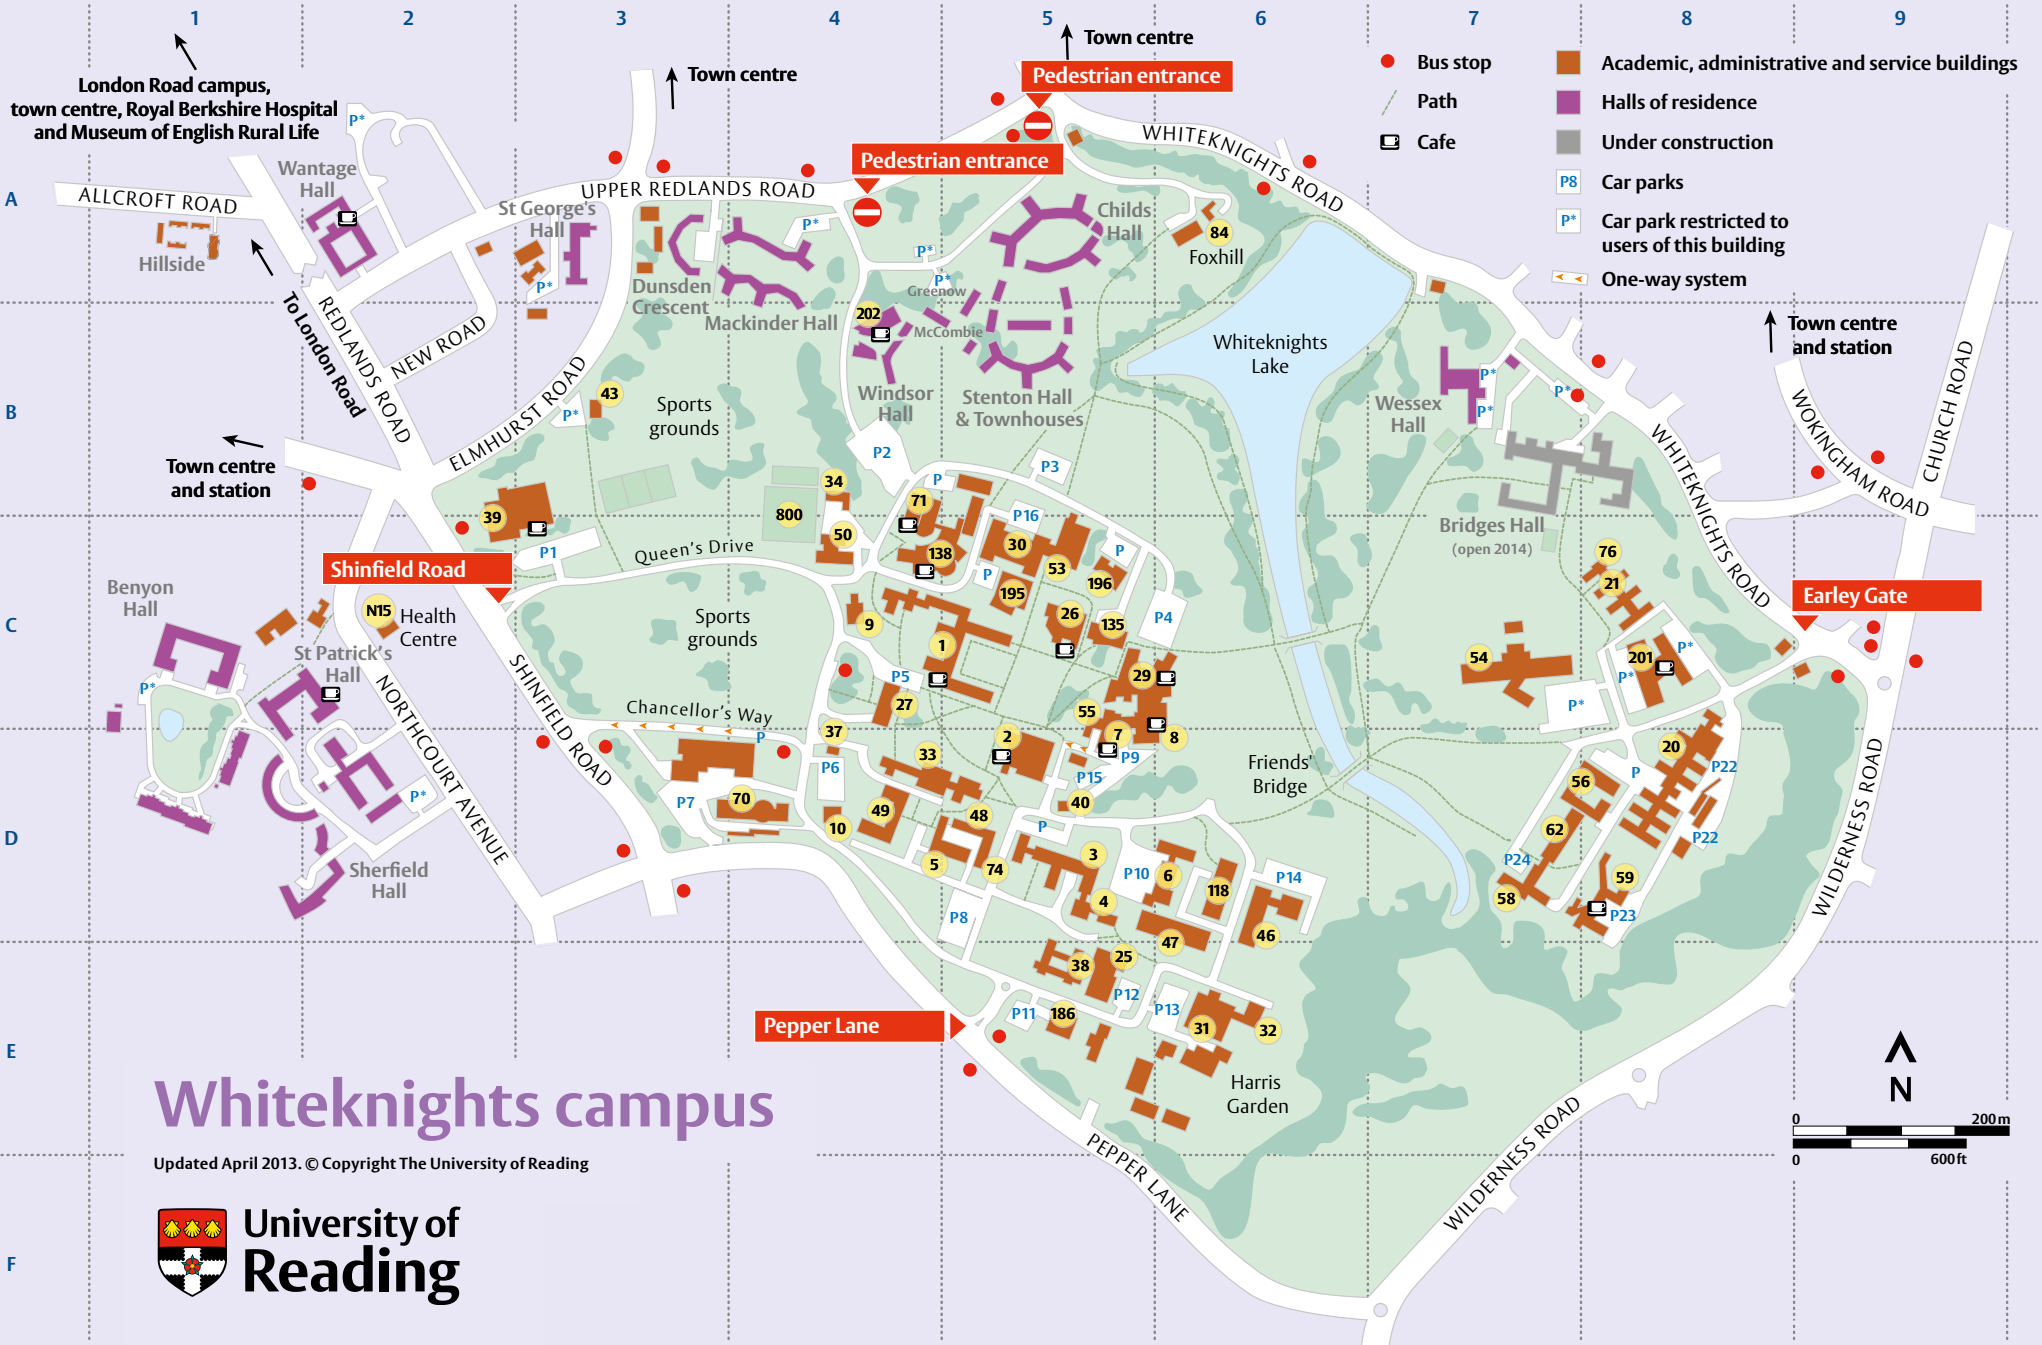 1 2 3 4 5 6 7 8 9
A
B
C
D
E
F
London Road campus,
town centre, Royal Berkshire Hospital
and Museum of English Rural Life
Town centre
Town centre
Pedestrian entrance
Pedestrian entrance
Bus stop
Path
Cafe
Academic, administrative and service buildings
Halls of residence
Under construction
P8 Car parks
P* Car park restricted to
users of this building
One-way system
P*
Wantage
Hall
ALLCROFT ROAD
Hillside
To London Road
REDLANDS ROAD
NEW ROAD
UPPER REDLANDS ROAD
St George's
Hall
P*
Dunsden
Crescent
Mackinder Hall
P*
P*
P*
Greenow
McCombie
202
Windsor
Hall
Childs
Hall
Stenton Hall
& Townhouses
WHITEKNIGHTS ROAD
84
Foxhill
Whiteknights
Lake
Town centre
and station
CHURCH ROAD
WOKINGHAM ROAD
WHITEKNIGHTS ROAD
Wessex
Hall
P*
P*
P*
Bridges Hall
(open 2014)
ELMHURST ROAD
43
P*
Sports
grounds
Town centre
and station
39
P1
Shinfield Road
Queen's Drive
800
34
50
P2
P
71
P3
P16
138
P
30
53
P
196
195
26
135
P4
9
1
Sports
grounds
P5
27
29
55
7
8
P9
P15
40
Benyon
Hall
N15
Health
Centre
St Patrick's
Hall
P*
SHINFIELD ROAD
NORTHCOURT AVENUE
Chancellor's Way
P
37
P6
33
2
P7
70
10
49
48
P
5
74
3
4
P10
6
118
P14
46
47
P8
P*
Sherfield
Hall
Friends'
Bridge
76
21
54
201
P*
P*
P*
Earley Gate
20
P22
P
56
62
P22
P24
58
59
P23
WILDERNESS ROAD
38
25
P12
P11
186
P13
31
32
Pepper Lane
Harris
Garden
PEPPER LANE
WILDERNESS ROAD
N
0 200m
0 600ft
Whiteknights campus
Updated April 2013. © Copyright The University of Reading
University of
Reading